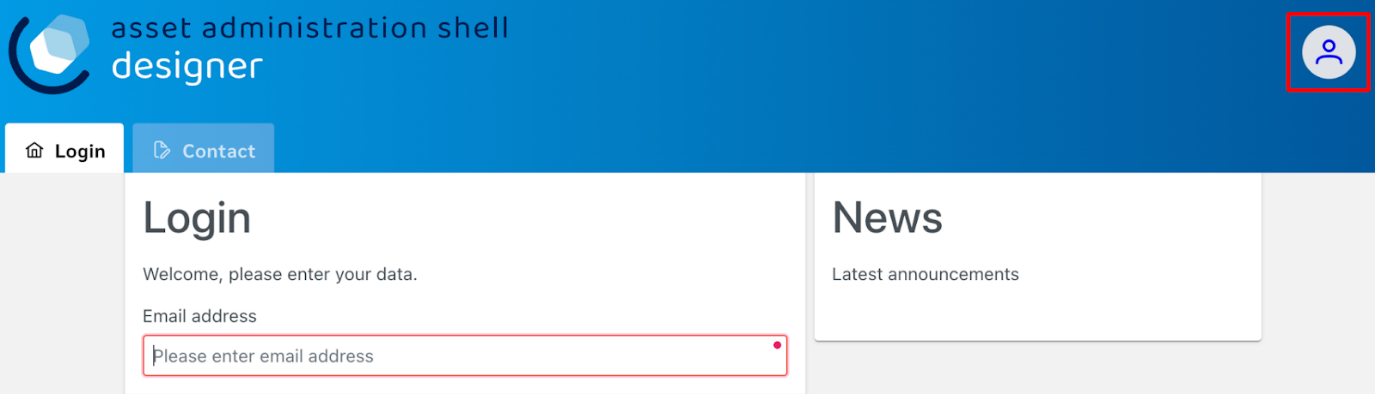 asset administration shell
designer
Login
Contact
Login
Welcome, please enter your data.
Email address
Please enter email address
News
Latest announcements